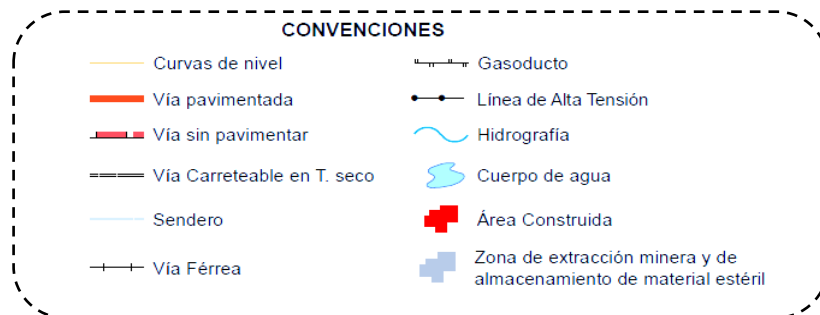 CONVENCIONES
Curvas de nivel
Vía pavimentada
Vía sin pavimentar
Vía Carreteable en T. seco
Sendero
Vía Férrea
Gasoducto
Línea de Alta Tensión
Hidrografía
Cuerpo de agua
Área Construida
Zona de extracción minera y de
almacenamiento de material estéril